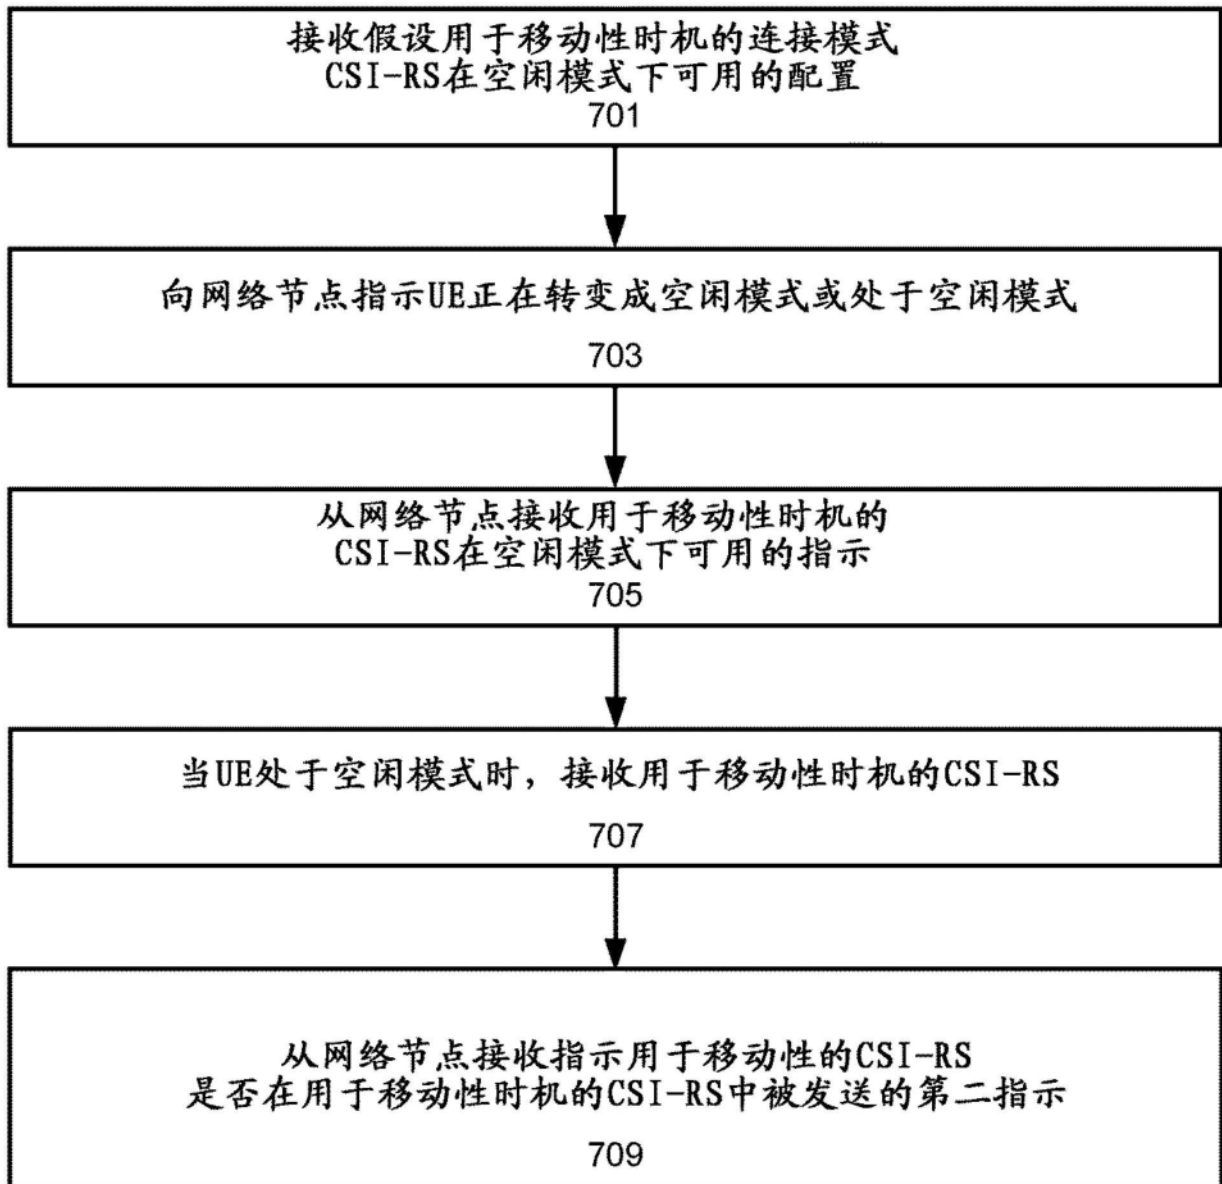 接收假设用于移动性时机的连接模式
CSI-RS在空闲模式下可用的配置
701
向网络节点指示UE正在转变成空闲模式或处于空闲模式
703
从网络节点接收用于移动性时机的
CSI-RS在空闲模式下可用的指示
705
当UE处于空闲模式时，接收用于移动性时机的CSI-RS
707
从网络节点接收指示用于移动性的CSI-RS
是否在用于移动性时机的CSI-RS中被发送的第二指示
709